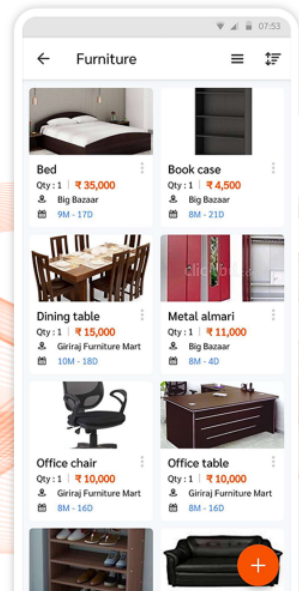 07:53
Furniture
Bed
Qty : 1 | ₹ 35,000
Big Bazaar
9M - 17D
Book case
Qty : 1 | ₹ 4,500
Big Bazaar
8M - 21D
Dining table
Qty : 1 | ₹ 15,000
Giriraj Furniture Mart
10M - 18D
Metal almari
Qty : 1 | ₹ 11,000
Big Bazaar
8M - 4D
Office chair
Qty : 1 | ₹ 10,000
Giriraj Furniture Mart
8M - 16D
Office table
Qty : 1 | ₹ 10,000
Giriraj Furniture Mart
8M - 16D